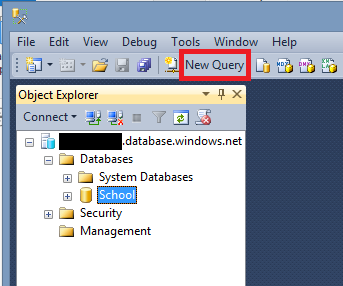 File Edit View Debug Tools Window Help
New Query
Object Explorer
Connect
.database.windows.net
Databases
System Databases
School
Security
Management